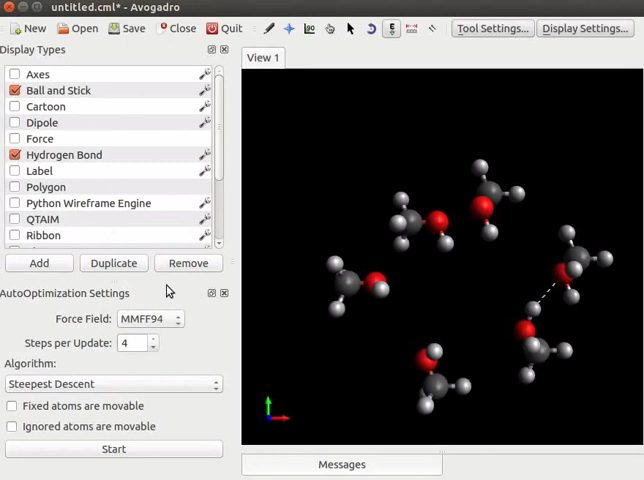 untitled.cml* - Avogadro
New Open Save Close Quit Tool Settings... Display Settings...
Display Types
View 1
Axes
Ball and Stick
Cartoon
Dipole
Force
Hydrogen Bond
Label
Polygon
Python Wireframe Engine
QTAIM
Ribbon
Add Duplicate Remove
AutoOptimization Settings
Force Field: MMFF94
Steps per Update: 4
Algorithm:
Steepest Descent
Fixed atoms are movable
Ignored atoms are movable
Start
Messages